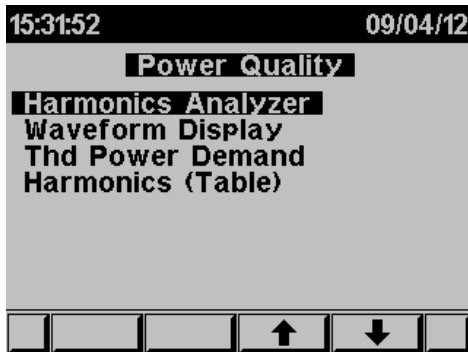 15:31:52 09/04/12
Power Quality
Harmonics Analyzer
Waveform Display
Thd Power Demand
Harmonics (Table)